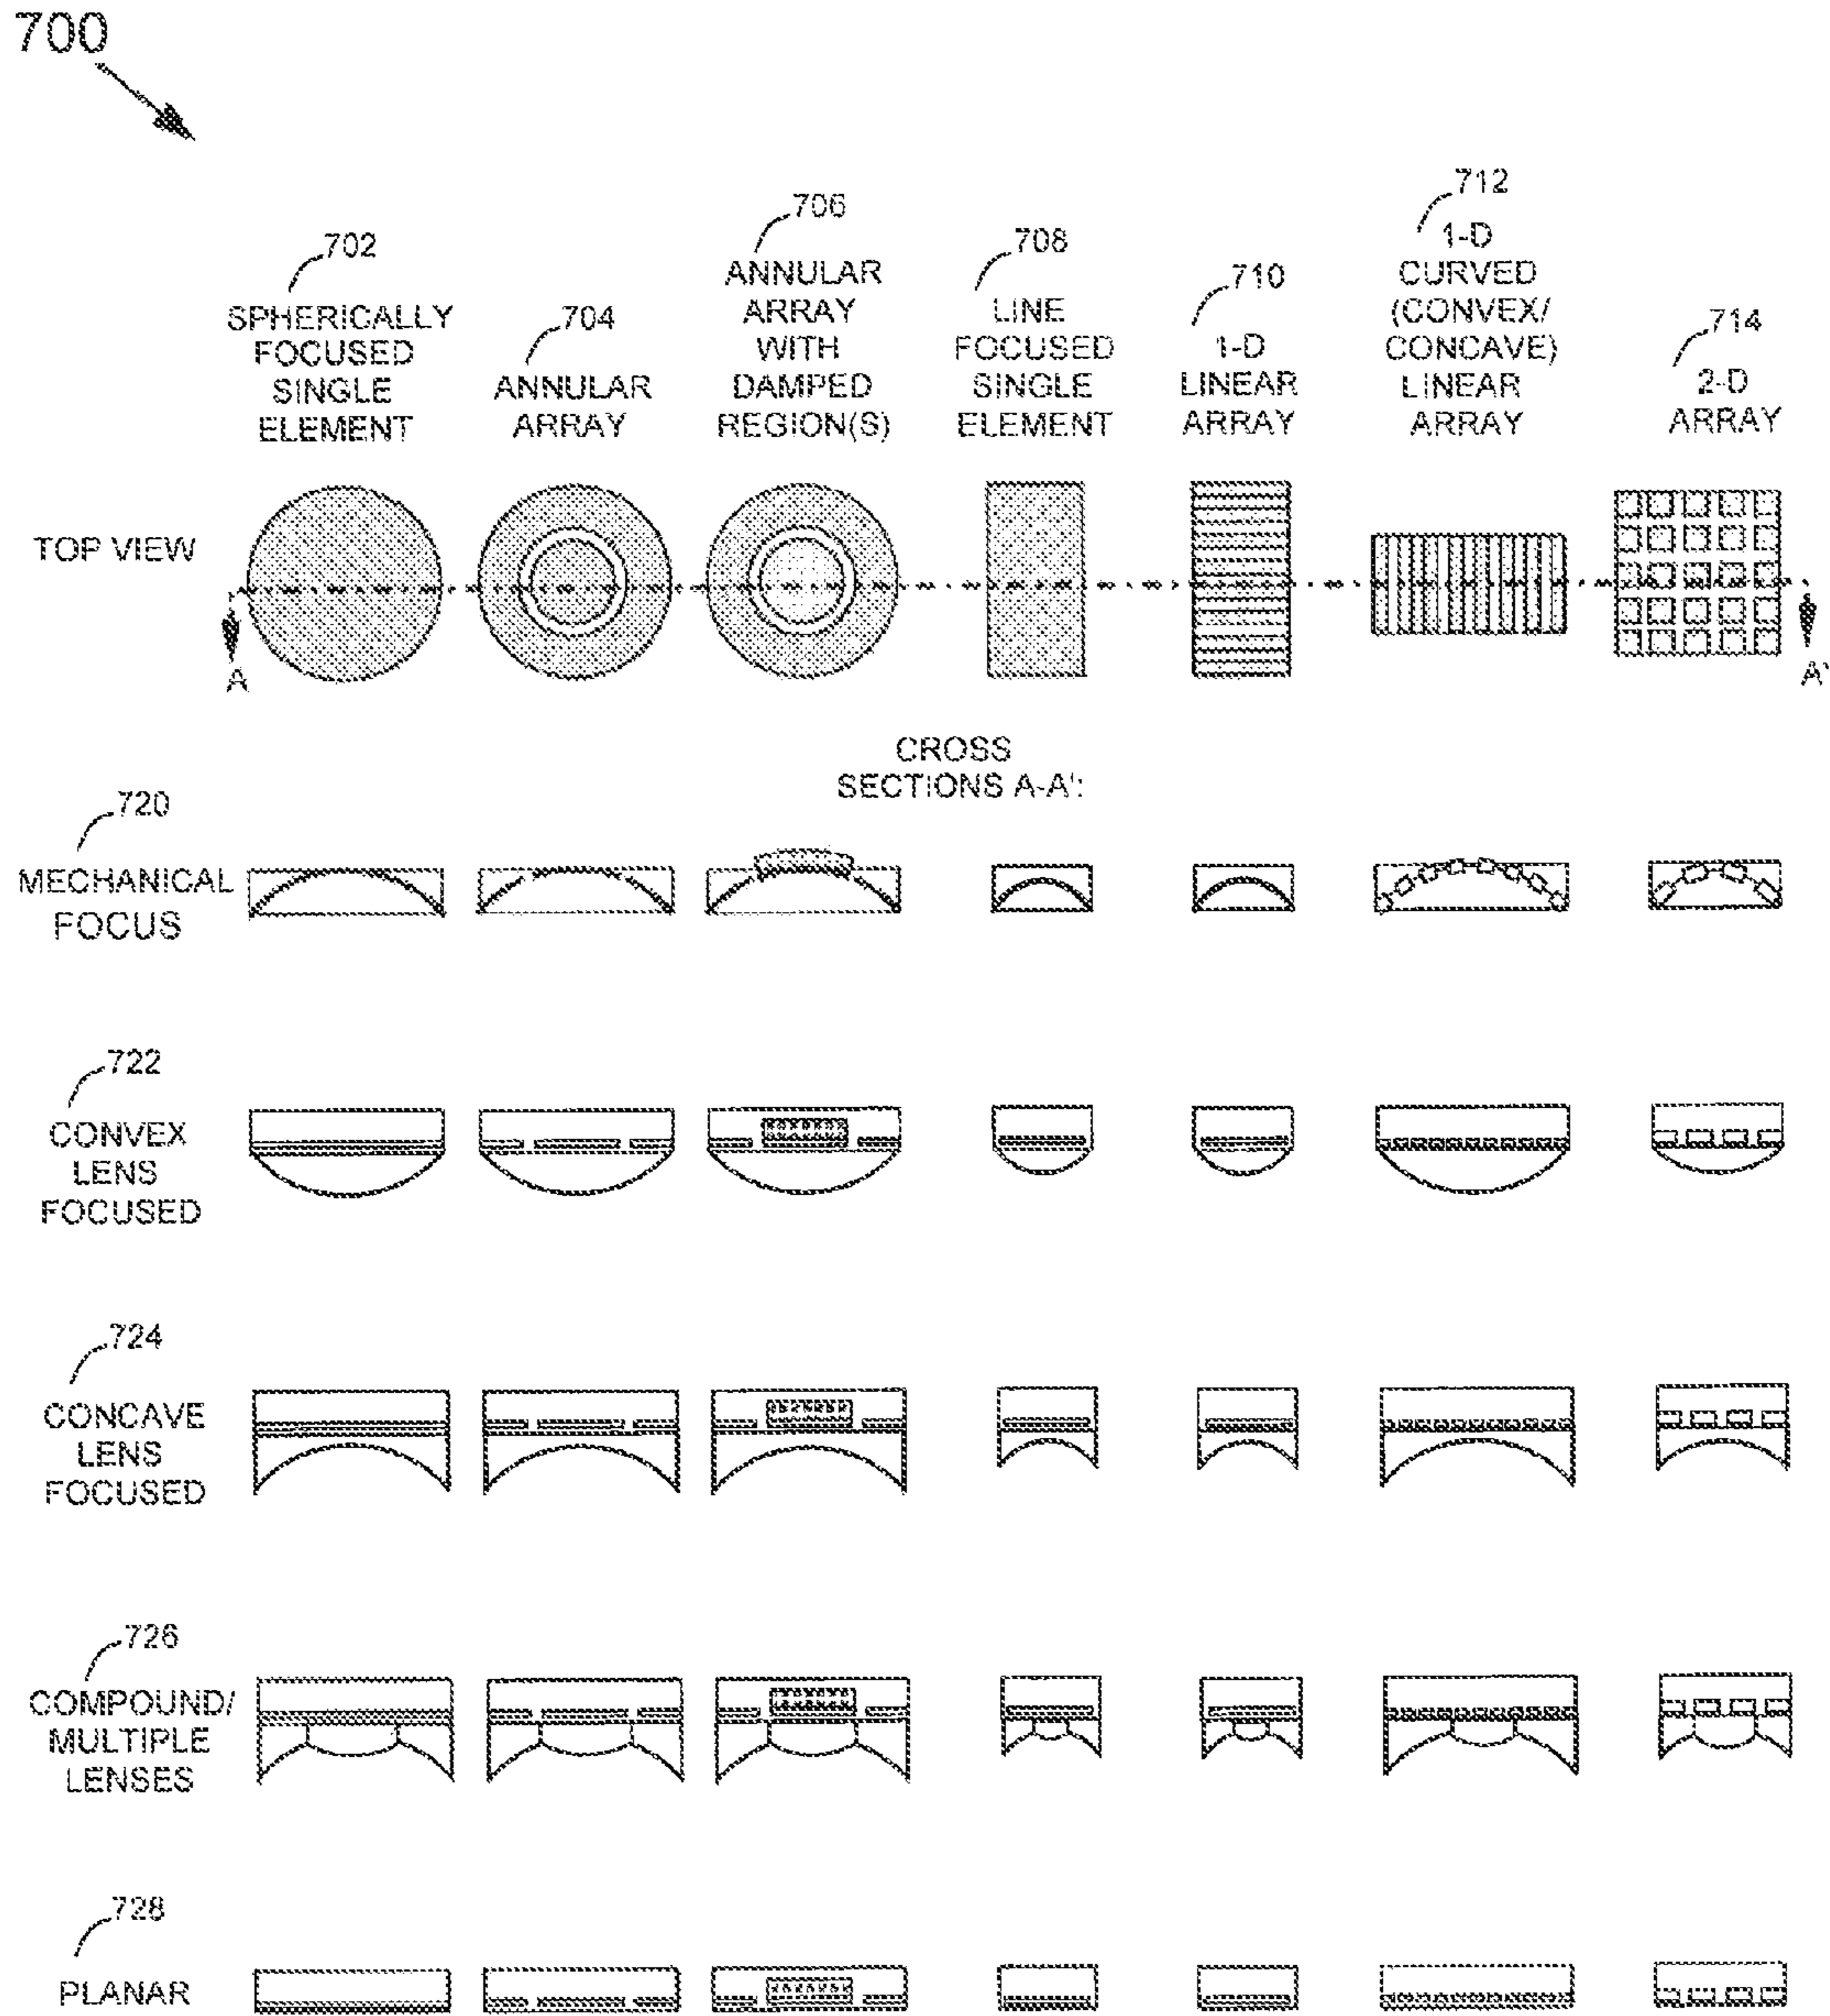 700
702
SPHERICALLY
FOCUSED
SINGLE
ELEMENT
704
ANNULAR
ARRAY
706
ANNULAR
ARRAY
WITH
DAMPED
REGION(S)
708
LINE
FOCUSED
SINGLE
ELEMENT
710
1-D
LINEAR
ARRAY
712
1-D
CURVED
(CONVEX/
CONCAVE)
LINEAR
ARRAY
714
2-D
ARRAY
TOP VIEW
A
A'
CROSS
SECTIONS A-A':
720
MECHANICAL
FOCUS
722
CONVEX
LENS
FOCUSED
724
CONCAVE
LENS
FOCUSED
726
COMPOUND/
MULTIPLE
LENSES
728
PLANAR